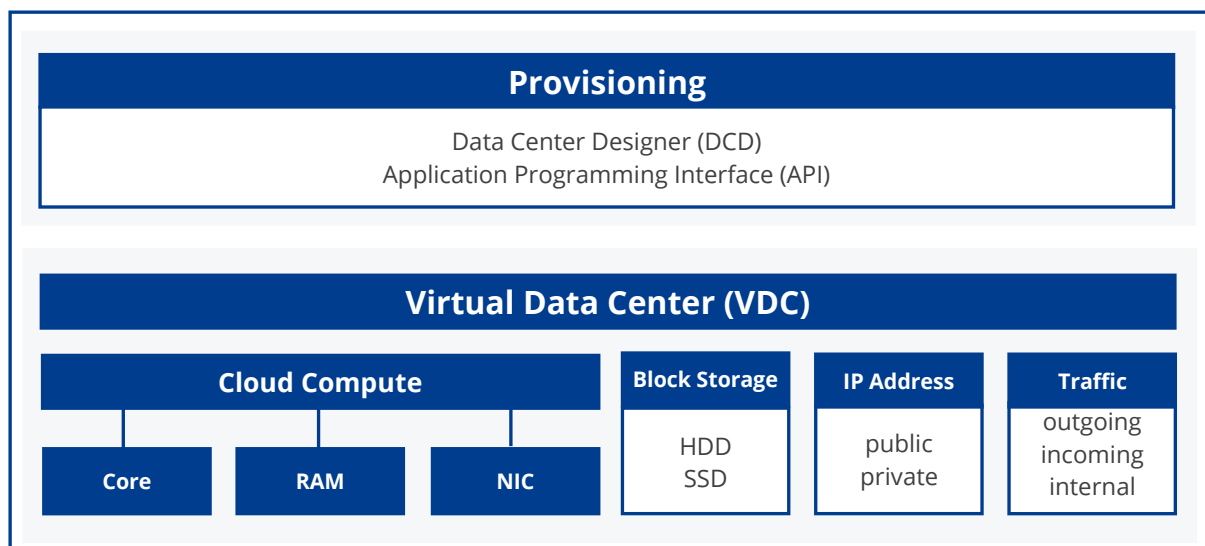 Provisioning
Data Center Designer (DCD)
Application Programming Interface (API)
Virtual Data Center (VDC)
Cloud Compute
Core
RAM
NIC
Block Storage
HDD
SSD
IP Address
public
private
Traffic
outgoing
incoming
internal